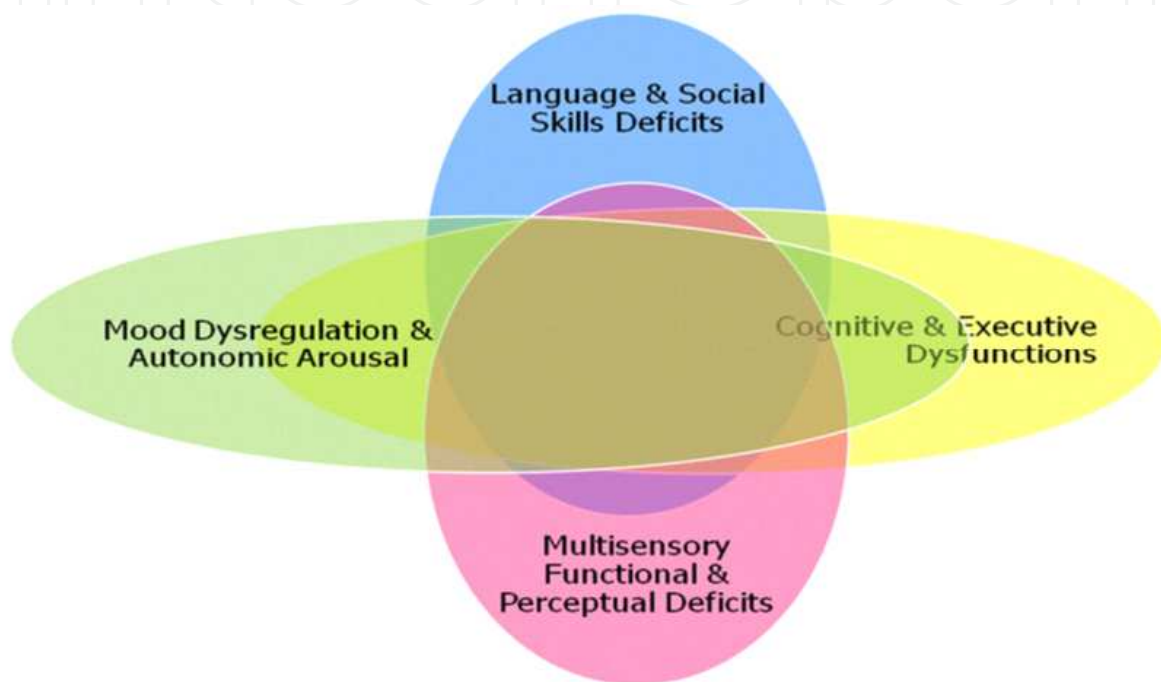 Language & Social
Skills Deficits
Mood Dysregulation &
Autonomic Arousal
Cognitive & Executive
Dysfunctions
Multisensory
Functional &
Perceptual Deficits